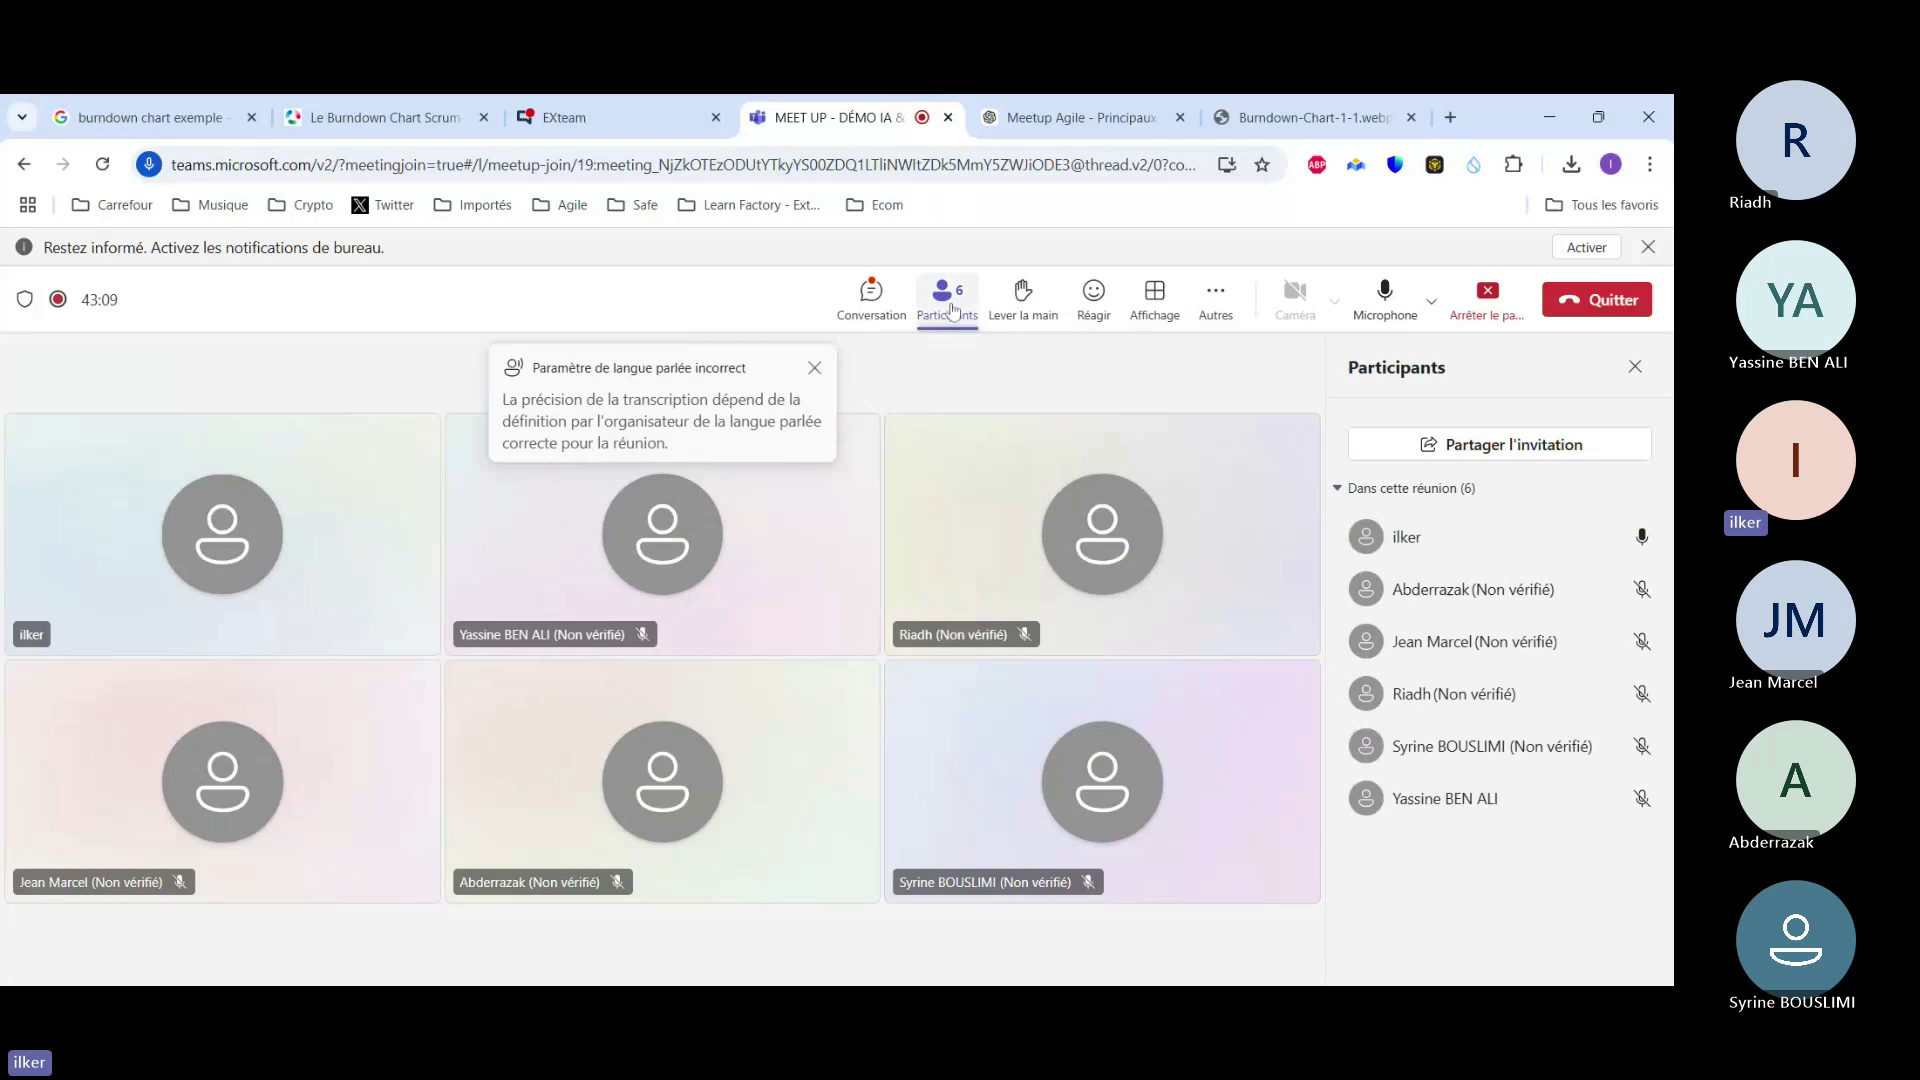 burndown chart exemple -
Le Burndown Chart Scrum
EXteam
MEET UP - DÉMO IA &
Meetup Agile - Principaux
Burndown-Chart-1-1.webp
teams.microsoft.com/v2/?meetingjoin=true#/l/meetup-join/19:meeting_NjZkOTEzODUtYTkyYS00ZDQ1LTliNWItZDk5MmY5ZWJiODE3@thread.v2/0?co...
ABP
I
Carrefour
Musique
Crypto
Twitter
Importés
Agile
Safe
Learn Factory - Ext...
Ecom
Tous les favoris
Restez informé. Activez les notifications de bureau.
Activer
43:09
Conversation
Participants
6
Lever la main
Réagir
Affichage
Autres
Caméra
Microphone
Arrêter le pa...
Quitter
Paramètre de langue parlée incorrect
La précision de la transcription dépend de la
définition par l'organisateur de la langue parlée
correcte pour la réunion.
ilker
Yassine BEN ALI (Non vérifié)
Riadh (Non vérifié)
Jean Marcel (Non vérifié)
Abderrazak (Non vérifié)
Syrine BOUSLIMI (Non vérifié)
Participants
Partager l'invitation
Dans cette réunion (6)
ilker
Abderrazak (Non vérifié)
Jean Marcel (Non vérifié)
Riadh (Non vérifié)
Syrine BOUSLIMI (Non vérifié)
Yassine BEN ALI
R
Riadh
YA
Yassine BEN ALI
I
ilker
JM
Jean Marcel
A
Abderrazak
Syrine BOUSLIMI
ilker